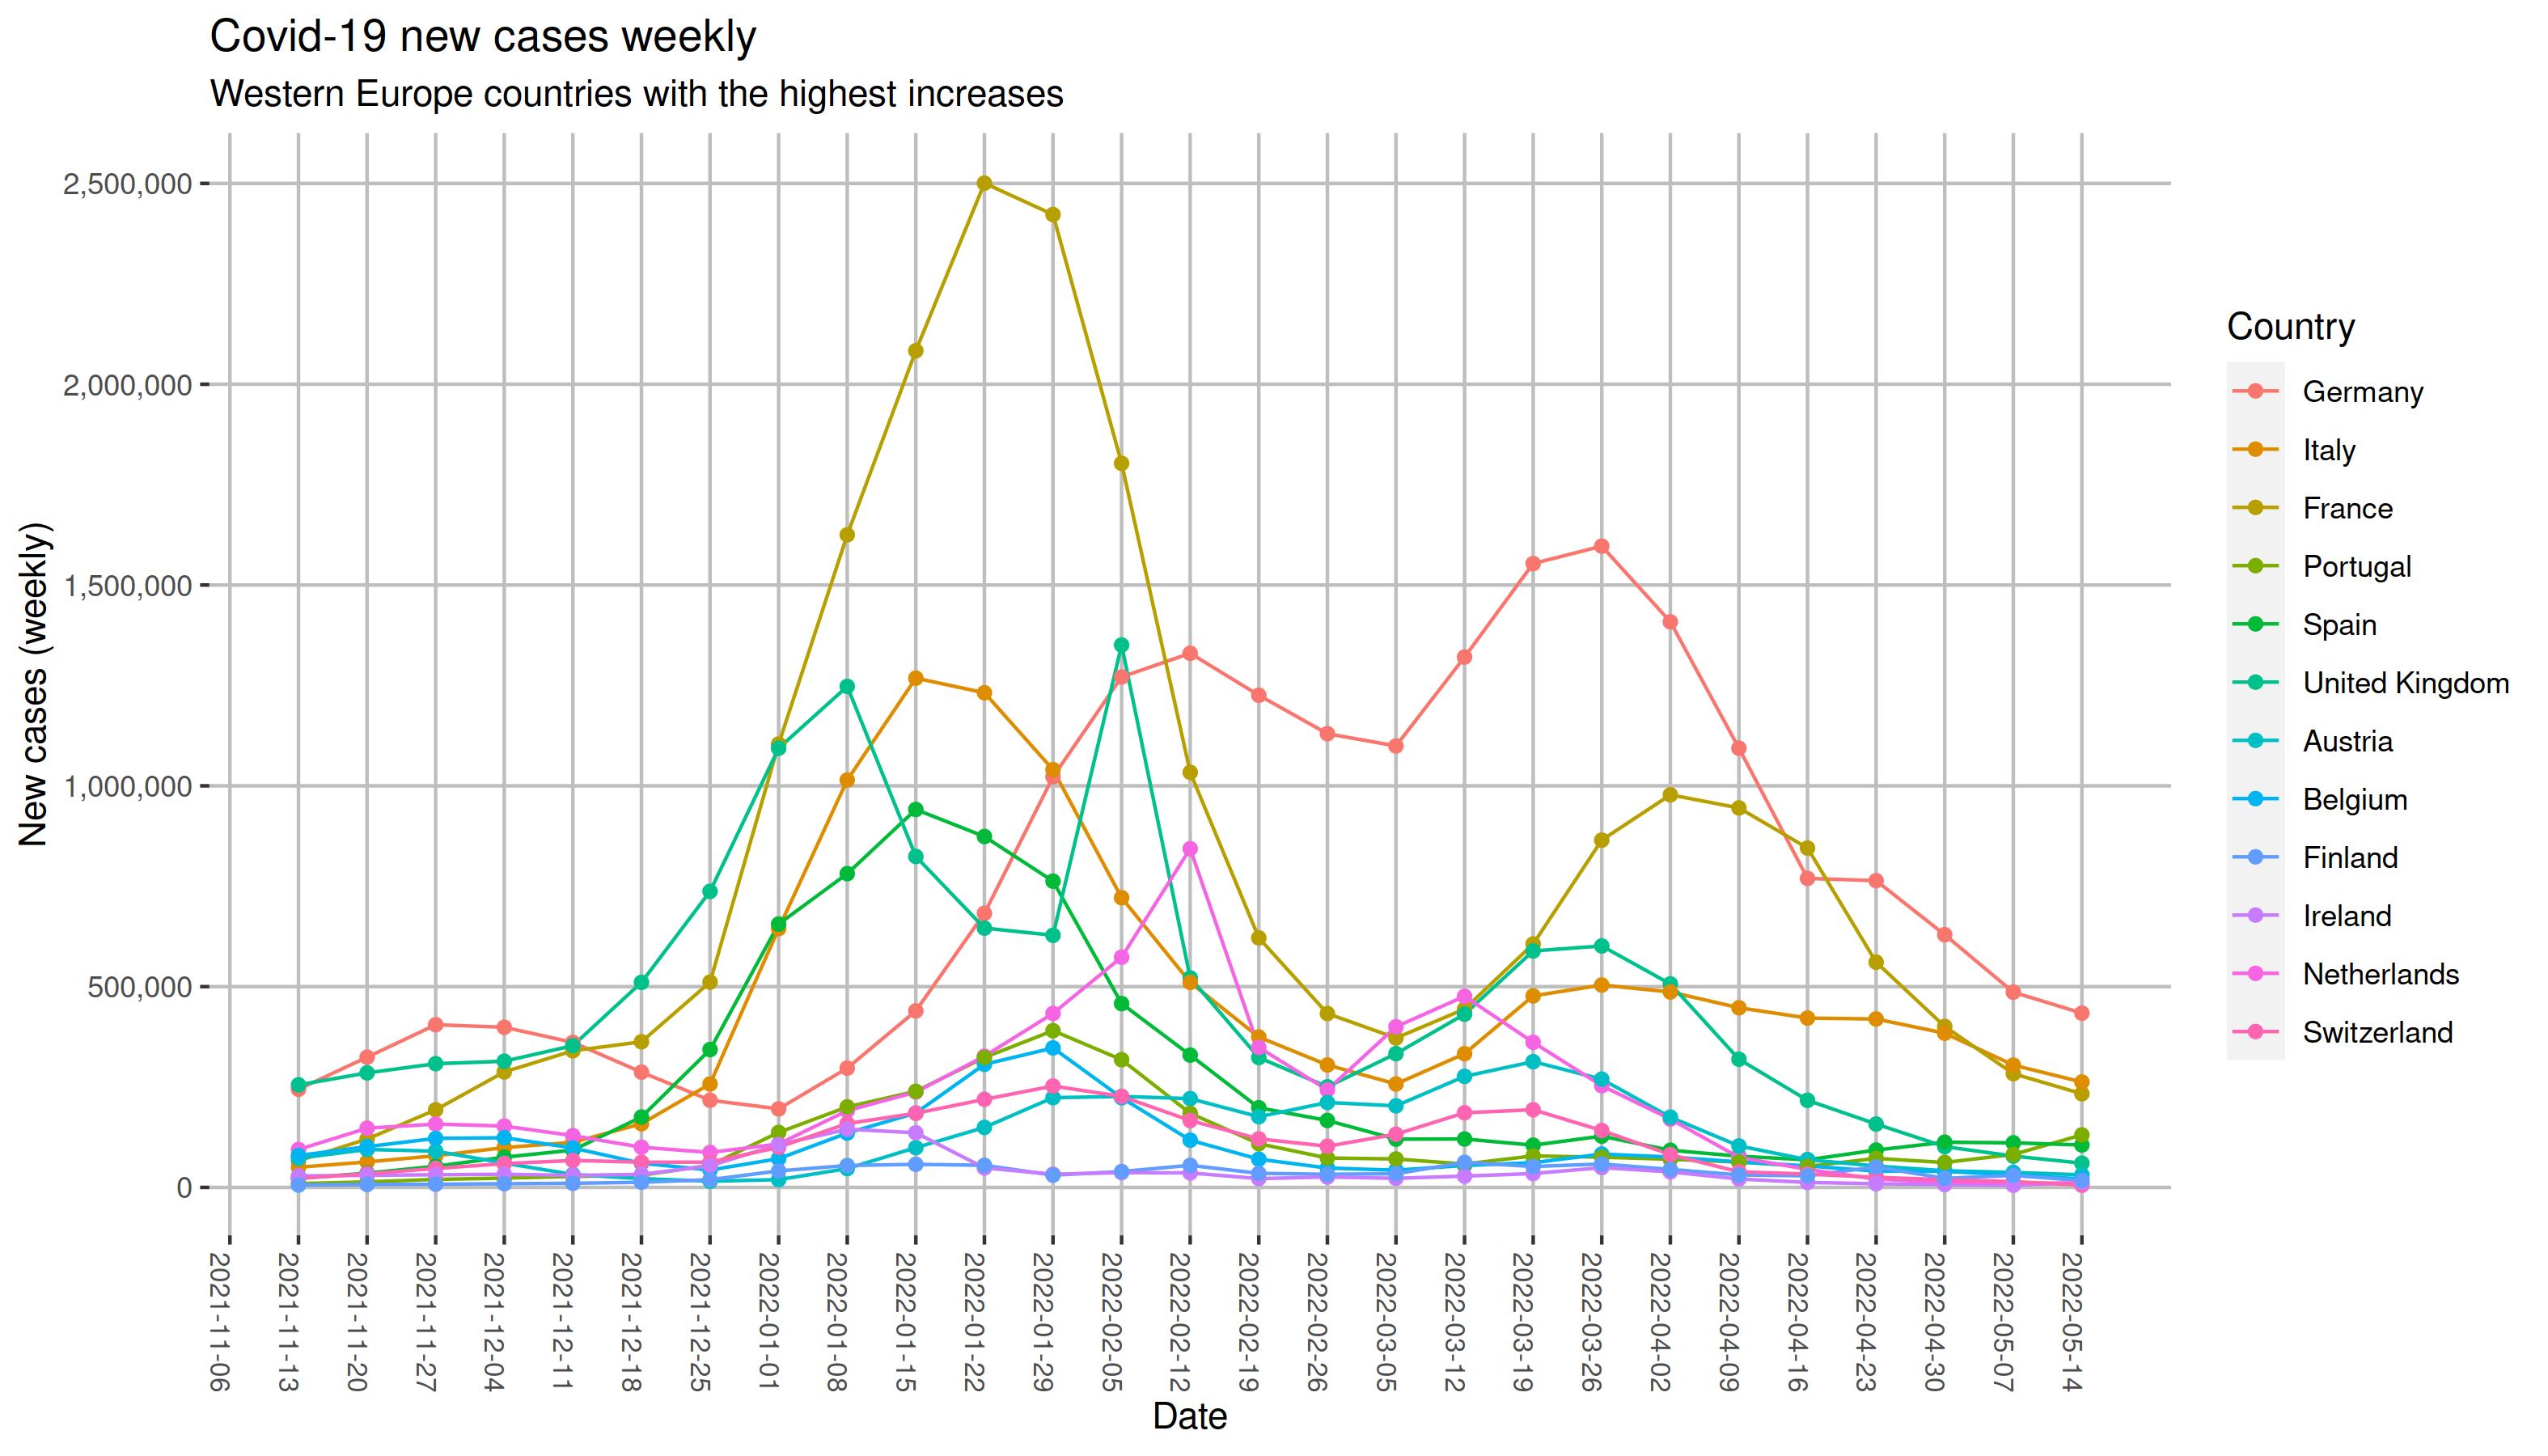 Covid-19 new cases weekly
Western Europe countries with the highest increases
New cases (weekly)
2,500,000
2,000,000
1,500,000
1,000,000
500,000
0
2021-11-06
2021-11-13
2021-11-20
2021-11-27
2021-12-04
2021-12-11
2021-12-18
2021-12-25
2022-01-01
2022-01-08
2022-01-15
2022-01-22
2022-01-29
2022-02-05
2022-02-12
2022-02-19
2022-02-26
2022-03-05
2022-03-12
2022-03-19
2022-03-26
2022-04-02
2022-04-09
2022-04-16
2022-04-23
2022-04-30
2022-05-07
2022-05-14
Date
Country
Germany
Italy
France
Portugal
Spain
United Kingdom
Austria
Belgium
Finland
Ireland
Netherlands
Switzerland